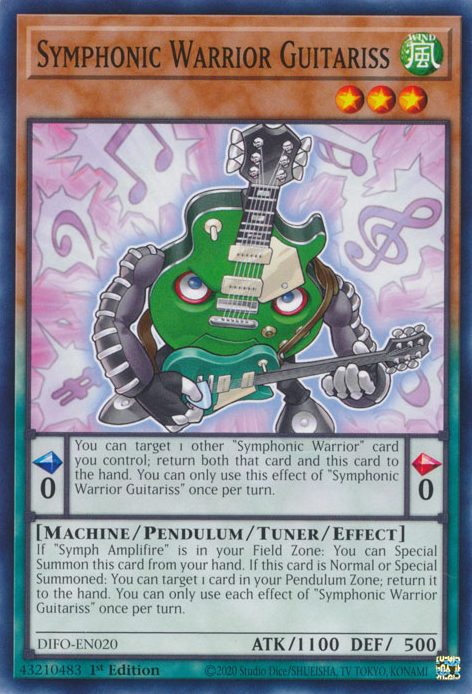 SYMPHONIC WARRIOR GUITARISS
WIND
風
You can target 1 other "Symphonic Warrior" card
you control; return both that card and this card to
the hand. You can only use this effect of "Symphonic
Warrior Guitariss" once per turn.
0
0
[MACHINE/PENDULUM/TUNER/EFFECT]
If "Symph Amplifire" is in your Field Zone: You can Special
Summon this card from your hand. If this card is Normal or Special
Summoned: You can target 1 card in your Pendulum Zone; return it
to the hand. You can only use each effect of "Symphonic Warrior
Guitariss" once per turn.
DIFO-EN020
ATK/1100 DEF/ 500
43210483 1st Edition
©2020 Studio Dice/SHUEISHA, TV TOKYO, KONAMI